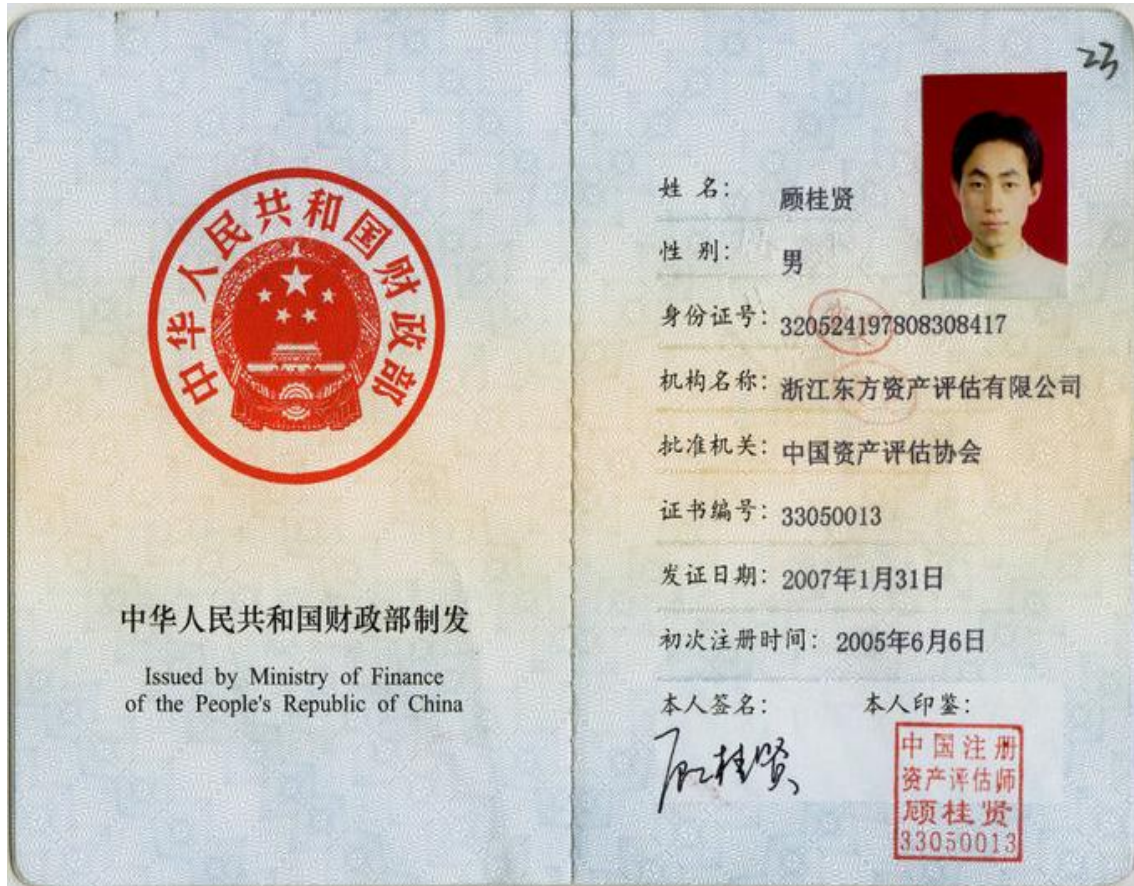 中华人民共和国财政部
中华人民共和国财政部制发
Issued by Ministry of Finance
of the People's Republic of China
23
姓 名: 顾桂贤
性 别: 男
身份证号: 320524197808308417
机构名称: 浙江东方资产评估有限公司
批准机关: 中国资产评估协会
证书编号: 33050013
发证日期: 2007年1月31日
初次注册时间: 2005年6月6日
本人签名: 本人印鉴:
顾桂贤
中国注册
资产评估师
顾桂贤
33050013